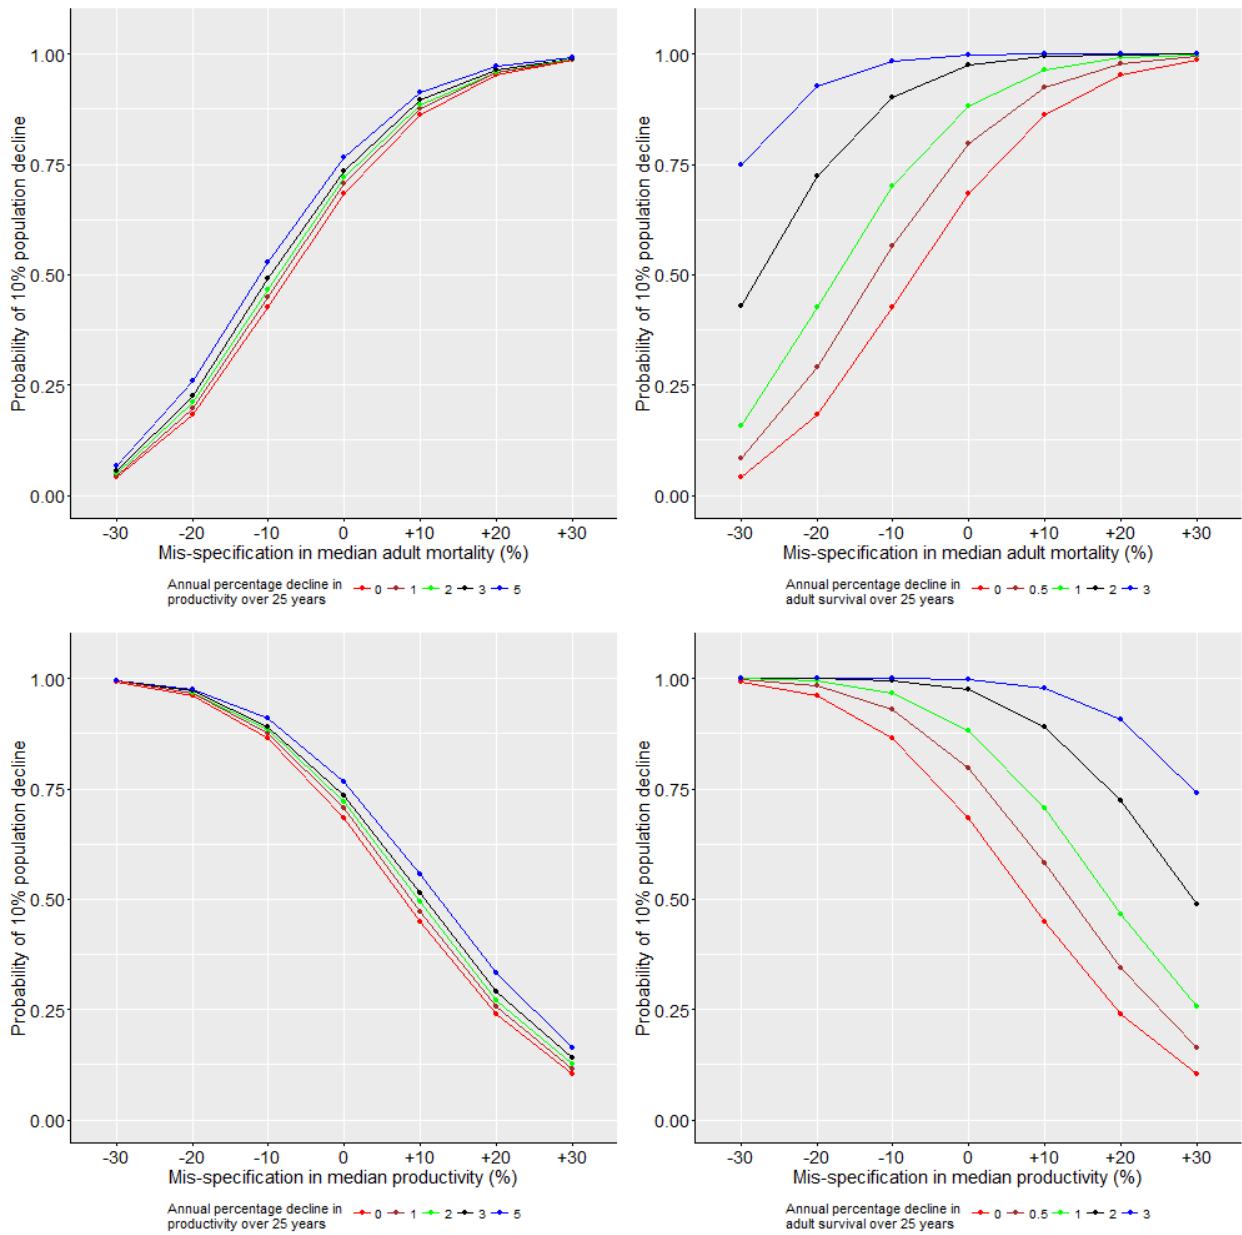 Probability of 10% population decline
1.00
0.75
0.50
0.25
0.00
-30 -20 -10 0 +10 +20 +30
Mis-specification in median adult mortality (%)
Annual percentage decline in
productivity over 25 years
0 1 2 3 5
Probability of 10% population decline
1.00
0.75
0.50
0.25
0.00
-30 -20 -10 0 +10 +20 +30
Mis-specification in median adult mortality (%)
Annual percentage decline in
adult survival over 25 years
0 0.5 1 2 3
Probability of 10% population decline
1.00
0.75
0.50
0.25
0.00
-30 -20 -10 0 +10 +20 +30
Mis-specification in median productivity (%)
Annual percentage decline in
productivity over 25 years
0 1 2 3 5
Probability of 10% population decline
1.00
0.75
0.50
0.25
0.00
-30 -20 -10 0 +10 +20 +30
Mis-specification in median productivity (%)
Annual percentage decline in
adult survival over 25 years
0 0.5 1 2 3